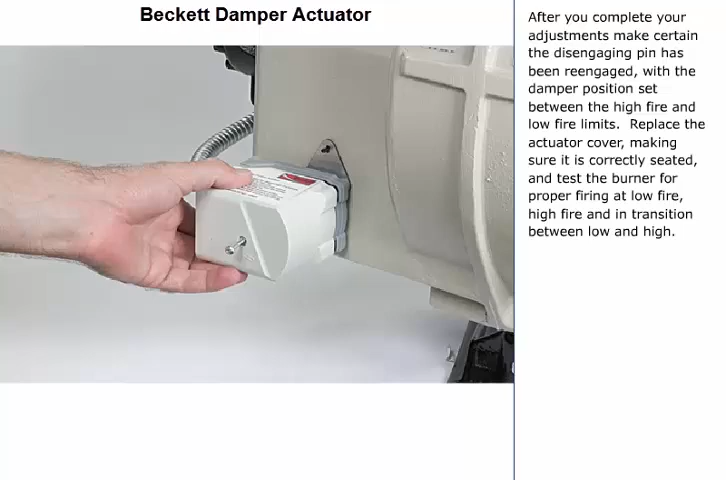 Beckett Damper Actuator
After you complete your
adjustments make certain
the disengaging pin has
been reengaged, with the
damper position set
between the high fire and
low fire limits.  Replace the
actuator cover, making
sure it is correctly seated,
and test the burner for
proper firing at low fire,
high fire and in transition
between low and high.